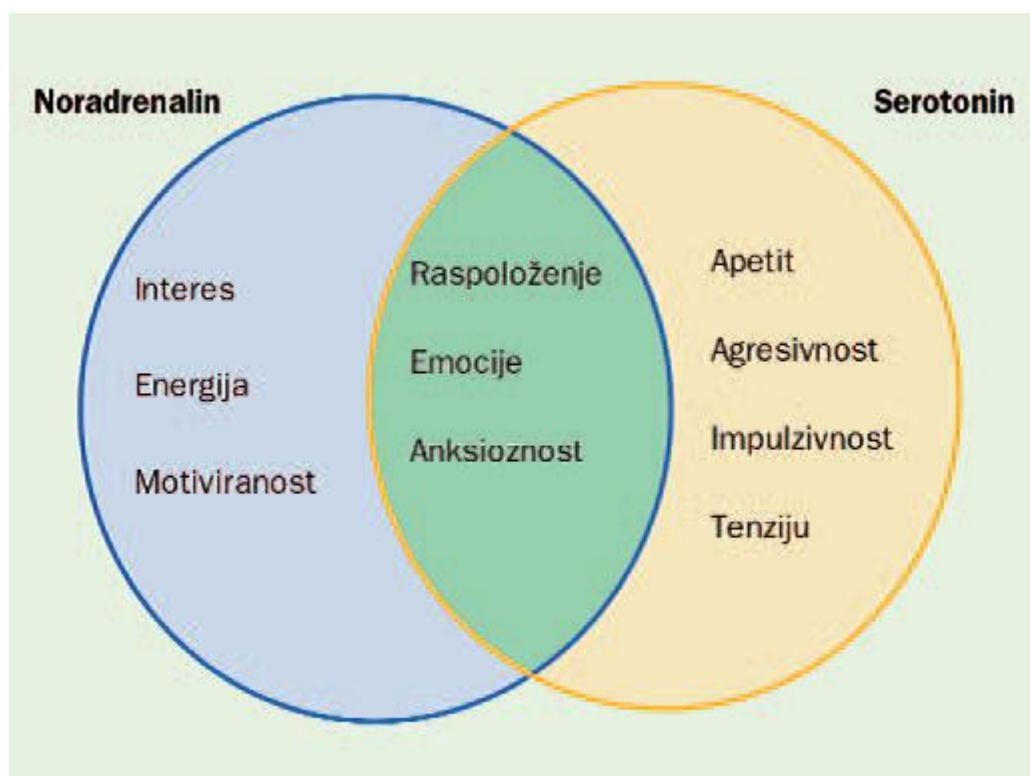 Noradrenalin
Serotonin
Interes
Energija
Motiviranost
Raspoloženje
Emocije
Anksioznost
Apetit
Agresivnost
Impulzivnost
Tenziju